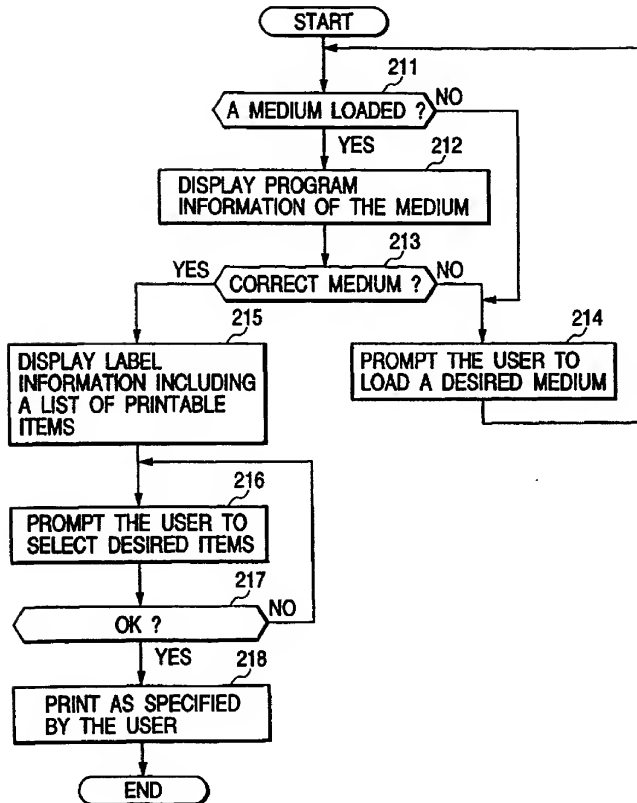 START
211
A MEDIUM LOADED ?
NO
YES
212
DISPLAY PROGRAM
INFORMATION OF THE MEDIUM
213
YES
CORRECT MEDIUM ?
NO
215
DISPLAY LABEL
INFORMATION INCLUDING
A LIST OF PRINTABLE
ITEMS
214
PROMPT THE USER TO
LOAD A DESIRED MEDIUM
216
PROMPT THE USER TO
SELECT DESIRED ITEMS
217
OK ?
NO
YES
218
PRINT AS SPECIFIED
BY THE USER
END